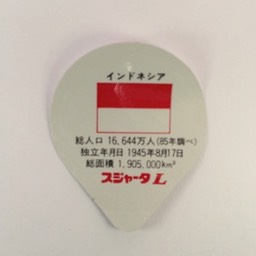 インドネシア
総人口 16,644万人(85年調べ)
独立年月日 1945年8月17日
総面積 1,905,000km²
スジャータ L